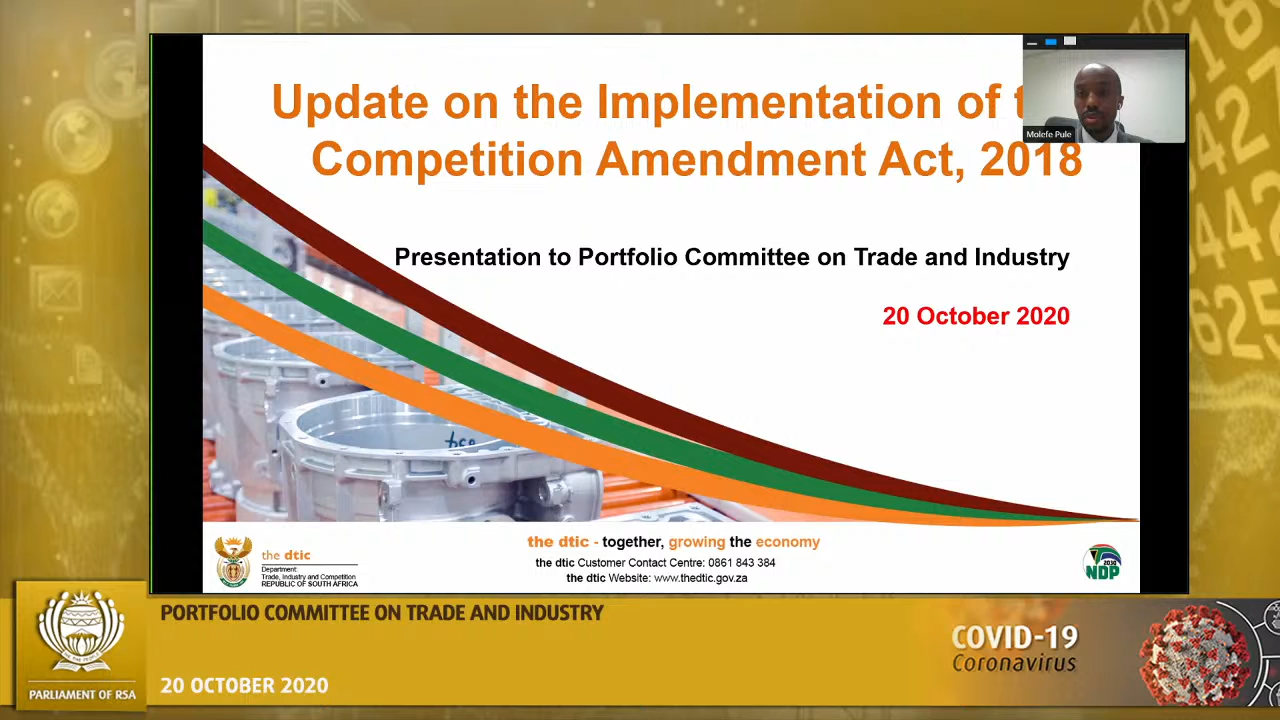 Update on the Implementation of
Competition Amendment Act, 2018
Molefe Pule
Presentation to Portfolio Committee on Trade and Industry
20 October 2020
the dtic - together, growing the economy
the dtic Customer Contact Centre: 0861 843 384
the dtic Website: www.thedtic.gov.za
the dtic
Department:
Trade, Industry and Competition
REPUBLIC OF SOUTH AFRICA
2030
NDP
PORTFOLIO COMMITTEE ON TRADE AND INDUSTRY
20 OCTOBER 2020
PARLIAMENT OF RSA
COVID-19
Coronavirus